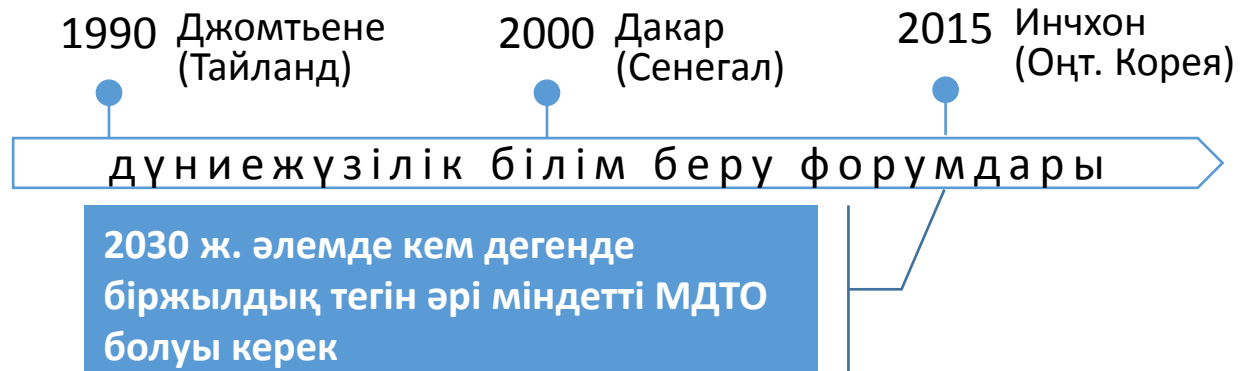 1990 Джомтьене
(Тайланд)
2000 Дакар
(Сенегал)
2015 Инчхон
(Оңт. Корея)
дүниежүзілік білім беру форумдары
2030 ж. әлемде кем дегенде
біржылдық тегін әрі міндетті МДТО
болуы керек